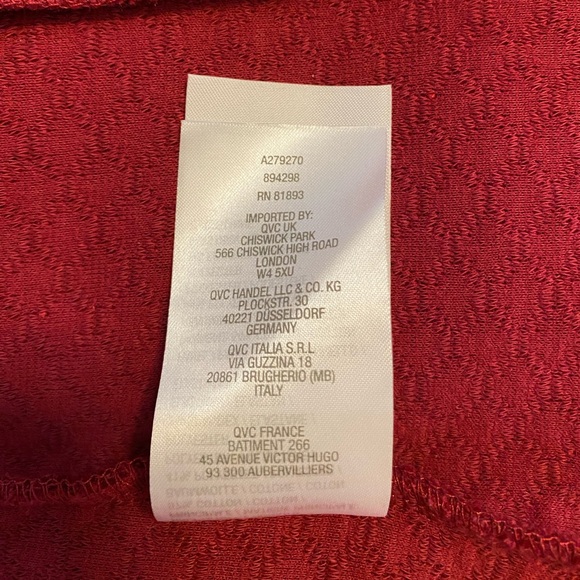 A279270
894298
RN 81893
IMPORTED BY:
QVC UK
CHISWICK PARK
566 CHISWICK HIGH ROAD
LONDON
W4 5XU
QVC HANDEL LLC & CO. KG
PLOCKSTR. 30
40221 DÜSSELDORF
GERMANY
QVC ITALIA S.R.L
VIA GUZZINA 18
20861 BRUGHERIO (MB)
ITALY
QVC FRANCE
BATIMENT 266
45 AVENUE VICTOR HUGO
93 300 AUBERVILLIERS